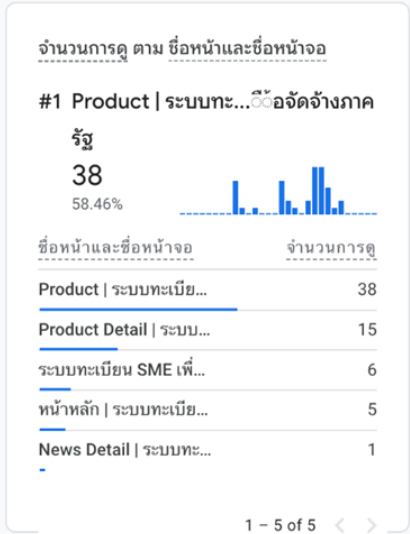 จำนวนการดู ตาม ชื่อหน้าและชื่อหน้าจอ
#1 Product | ระบบทะ...ื้อจัดจ้างภาค
รัฐ
38
58.46%
ชื่อหน้าและชื่อหน้าจอ จำนวนการดู
Product | ระบบทะเบีย... 38
Product Detail | ระบบ... 15
ระบบทะเบียน SME เพื่... 6
หน้าหลัก | ระบบทะเบีย... 5
News Detail | ระบบทะ... 1
1 – 5 of 5